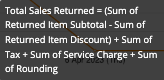 Total Sales Returned = (Sum of
Returned Item Subtotal - Sum of
Returned Item Discount) + Sum of
Tax + Sum of Service Charge + Sum
of Rounding